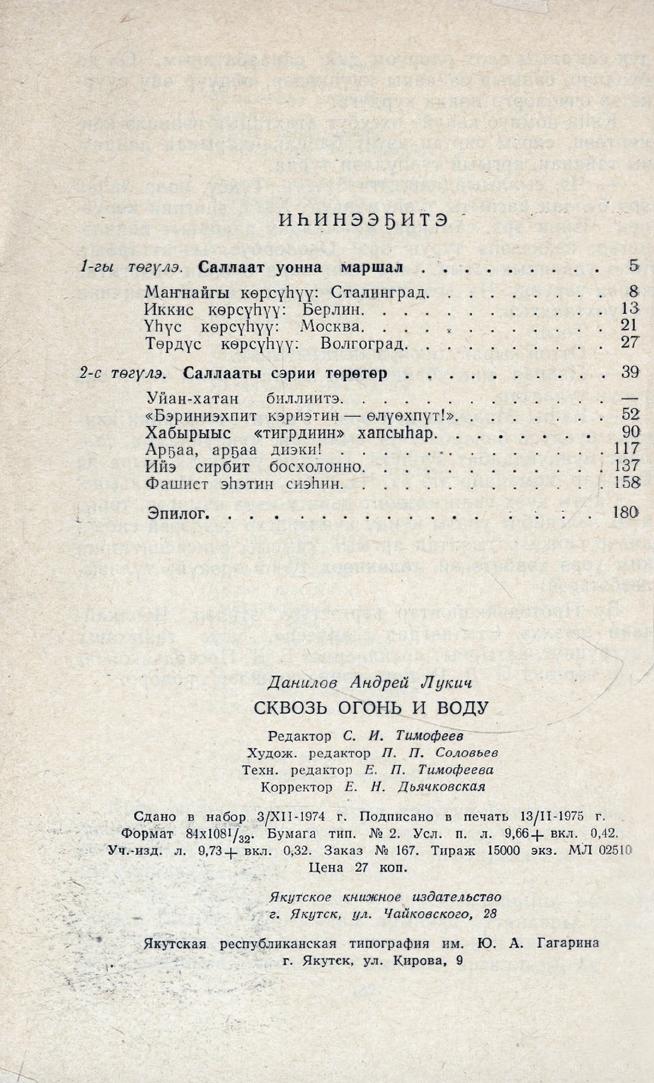 ИҺИНЭЭҔИТЭ
1-гы төгүлэ. Саллаат уонна маршал . . . . . . . . . . 5
Маҥнайгы көрсүһүү: Сталинград. . . . . . . . . 8
Иккис көрсүһүү: Берлин. . . . . . . . . . . 13
Үһүс көрсүһүү: Москва. . . . . . . . . . . 21
Төрдүс көрсүһүү: Волгоград. . . . . . . . . . 27
2-с төгүлэ. Саллааты сэрии төрөтөр . . . . . . . . . . 39
Уйан-хатан биллиитэ. . . . . . . . . . . . —
«Бэриниэхпит кэриэтин — өлүөхпүт!». . . . . . . . 52
Хабырыыс «тигрдиин» хапсыһар. . . . . . . . . 90
Арҕаа, арҕаа диэки! . . . . . . . . . . . . 117
Ийэ сирбит босхолонно. . . . . . . . . . . 137
Фашист эһэтин сиэһин. . . . . . . . . . . . 158
Эпилог. . . . . . . . . . . . . . . . . 180
Данилов Андрей Лукич
СКВОЗЬ ОГОНЬ И ВОДУ
Редактор С. И. Тимофеев
Худож. редактор П. П. Соловьев
Техн. редактор Е. П. Тимофеева
Корректор Е. Н. Дьячковская
Сдано в набор 3/XII-1974 г. Подписано в печать 13/II-1975 г.
Формат 84х108¹/₃₂. Бумага тип. № 2. Усл. п. л. 9,66+ вкл. 0,42.
Уч.-изд. л. 9,73+ вкл. 0,32. Заказ № 167. Тираж 15000 экз. МЛ 02510
Цена 27 коп.
Якутское книжное издательство
г. Якутск, ул. Чайковского, 28
Якутская республиканская типография им. Ю. А. Гагарина
г. Якутск, ул. Кирова, 9